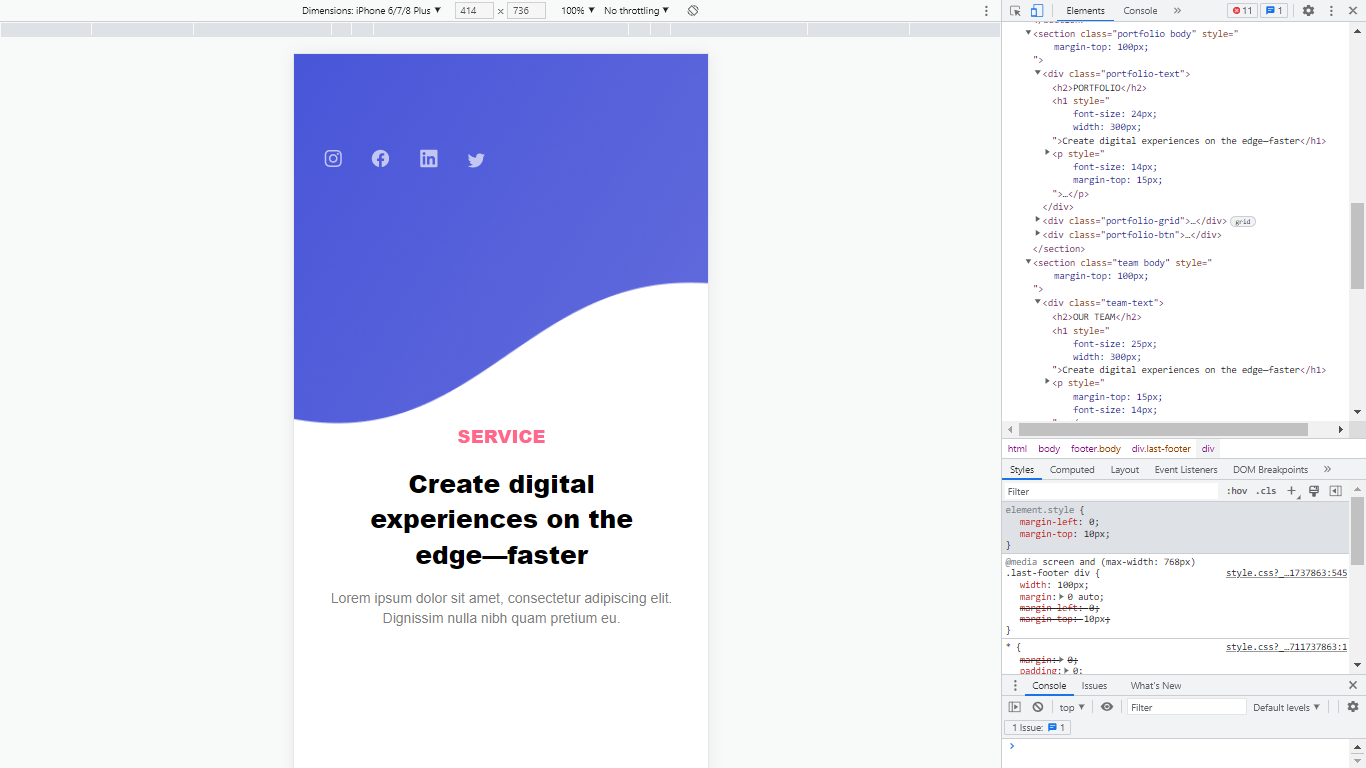 Dimensions: iPhone 6/7/8 Plus ▼ 414 × 736 100% ▼ No throttling ▼
Elements Console » 11 1
SERVICE
Create digital
experiences on the
edge—faster
Lorem ipsum dolor sit amet, consectetur adipiscing elit.
Dignissim nulla nibh quam pretium eu.
<section class="portfolio body" style="
margin-top: 100px;
">
<div class="portfolio-text">
<h2>PORTFOLIO</h2>
<h1 style="
font-size: 24px;
width: 300px;
">Create digital experiences on the edge—faster</h1>
<p style="
font-size: 14px;
margin-top: 15px;
">…</p>
</div>
<div class="portfolio-grid">…</div> grid
<div class="portfolio-btn">…</div>
</section>
<section class="team body" style="
margin-top: 100px;
">
<div class="team-text">
<h2>OUR TEAM</h2>
<h1 style="
font-size: 25px;
width: 300px;
">Create digital experiences on the edge—faster</h1>
<p style="
margin-top: 15px;
font-size: 14px;
html body footer.body div.last-footer div
Styles Computed Layout Event Listeners DOM Breakpoints »
Filter :hov .cls +
element.style {
margin-left: 0;
margin-top: 10px;
}
@media screen and (max-width: 768px)
.last-footer div { style.css?_…1737863:545
width: 100px;
margin: 0 auto;
margin-left: 0;
margin-top: 10px;
}
* { style.css?_…711737863:1
margin: 0;
padding: 0;
Console Issues What's New
top ▼ Filter Default levels ▼
1 Issue: 1
>